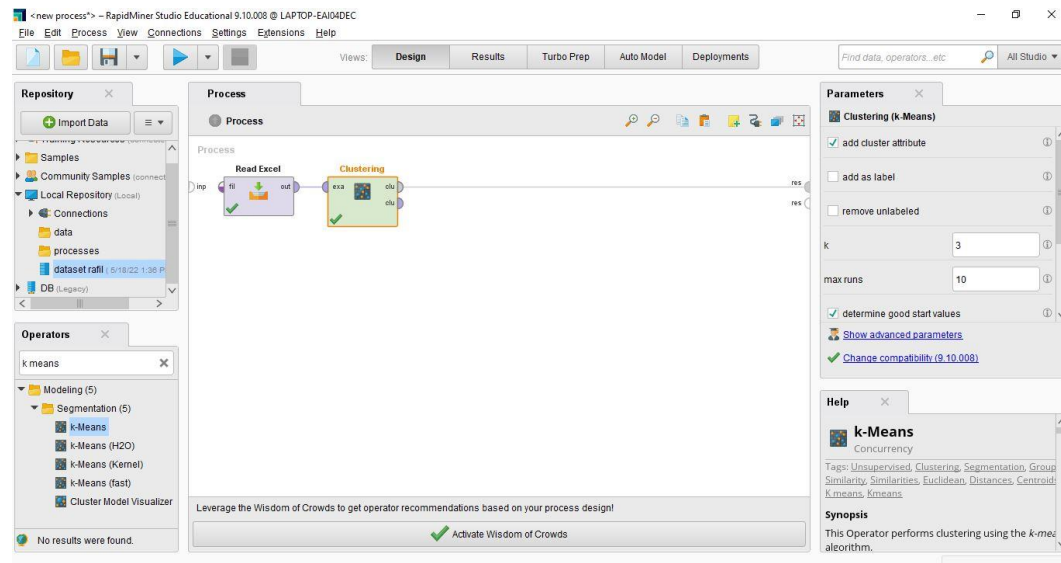 <new process*> – RapidMiner Studio Educational 9.10.008 @ LAPTOP-EAI04DEC
File Edit Process View Connections Settings Extensions Help
Views: Design Results Turbo Prep Auto Model Deployments
Find data, operators...etc
All Studio
Repository
Import Data
Samples
Community Samples (connect
Local Repository (Local)
Connections
data
processes
dataset rafil (5/18/22 1:36 P
DB (Legacy)
Operators
k means
Modeling (5)
Segmentation (5)
k-Means
k-Means (H2O)
k-Means (Kernel)
k-Means (fast)
Cluster Model Visualizer
No results were found.
Process
Process
Process
Read Excel
Clustering
inp
fil
out
exa
clu
clu
res
res
Leverage the Wisdom of Crowds to get operator recommendations based on your process design!
Activate Wisdom of Crowds
Parameters
Clustering (k-Means)
add cluster attribute
add as label
remove unlabeled
k 3
max runs 10
determine good start values
Show advanced parameters
Change compatibility (9.10.008)
Help
k-Means
Concurrency
Tags: Unsupervised, Clustering, Segmentation, Group
Similarity, Similarities, Euclidean, Distances, Centroid
K means, Kmeans
Synopsis
This Operator performs clustering using the k-mea
algorithm.